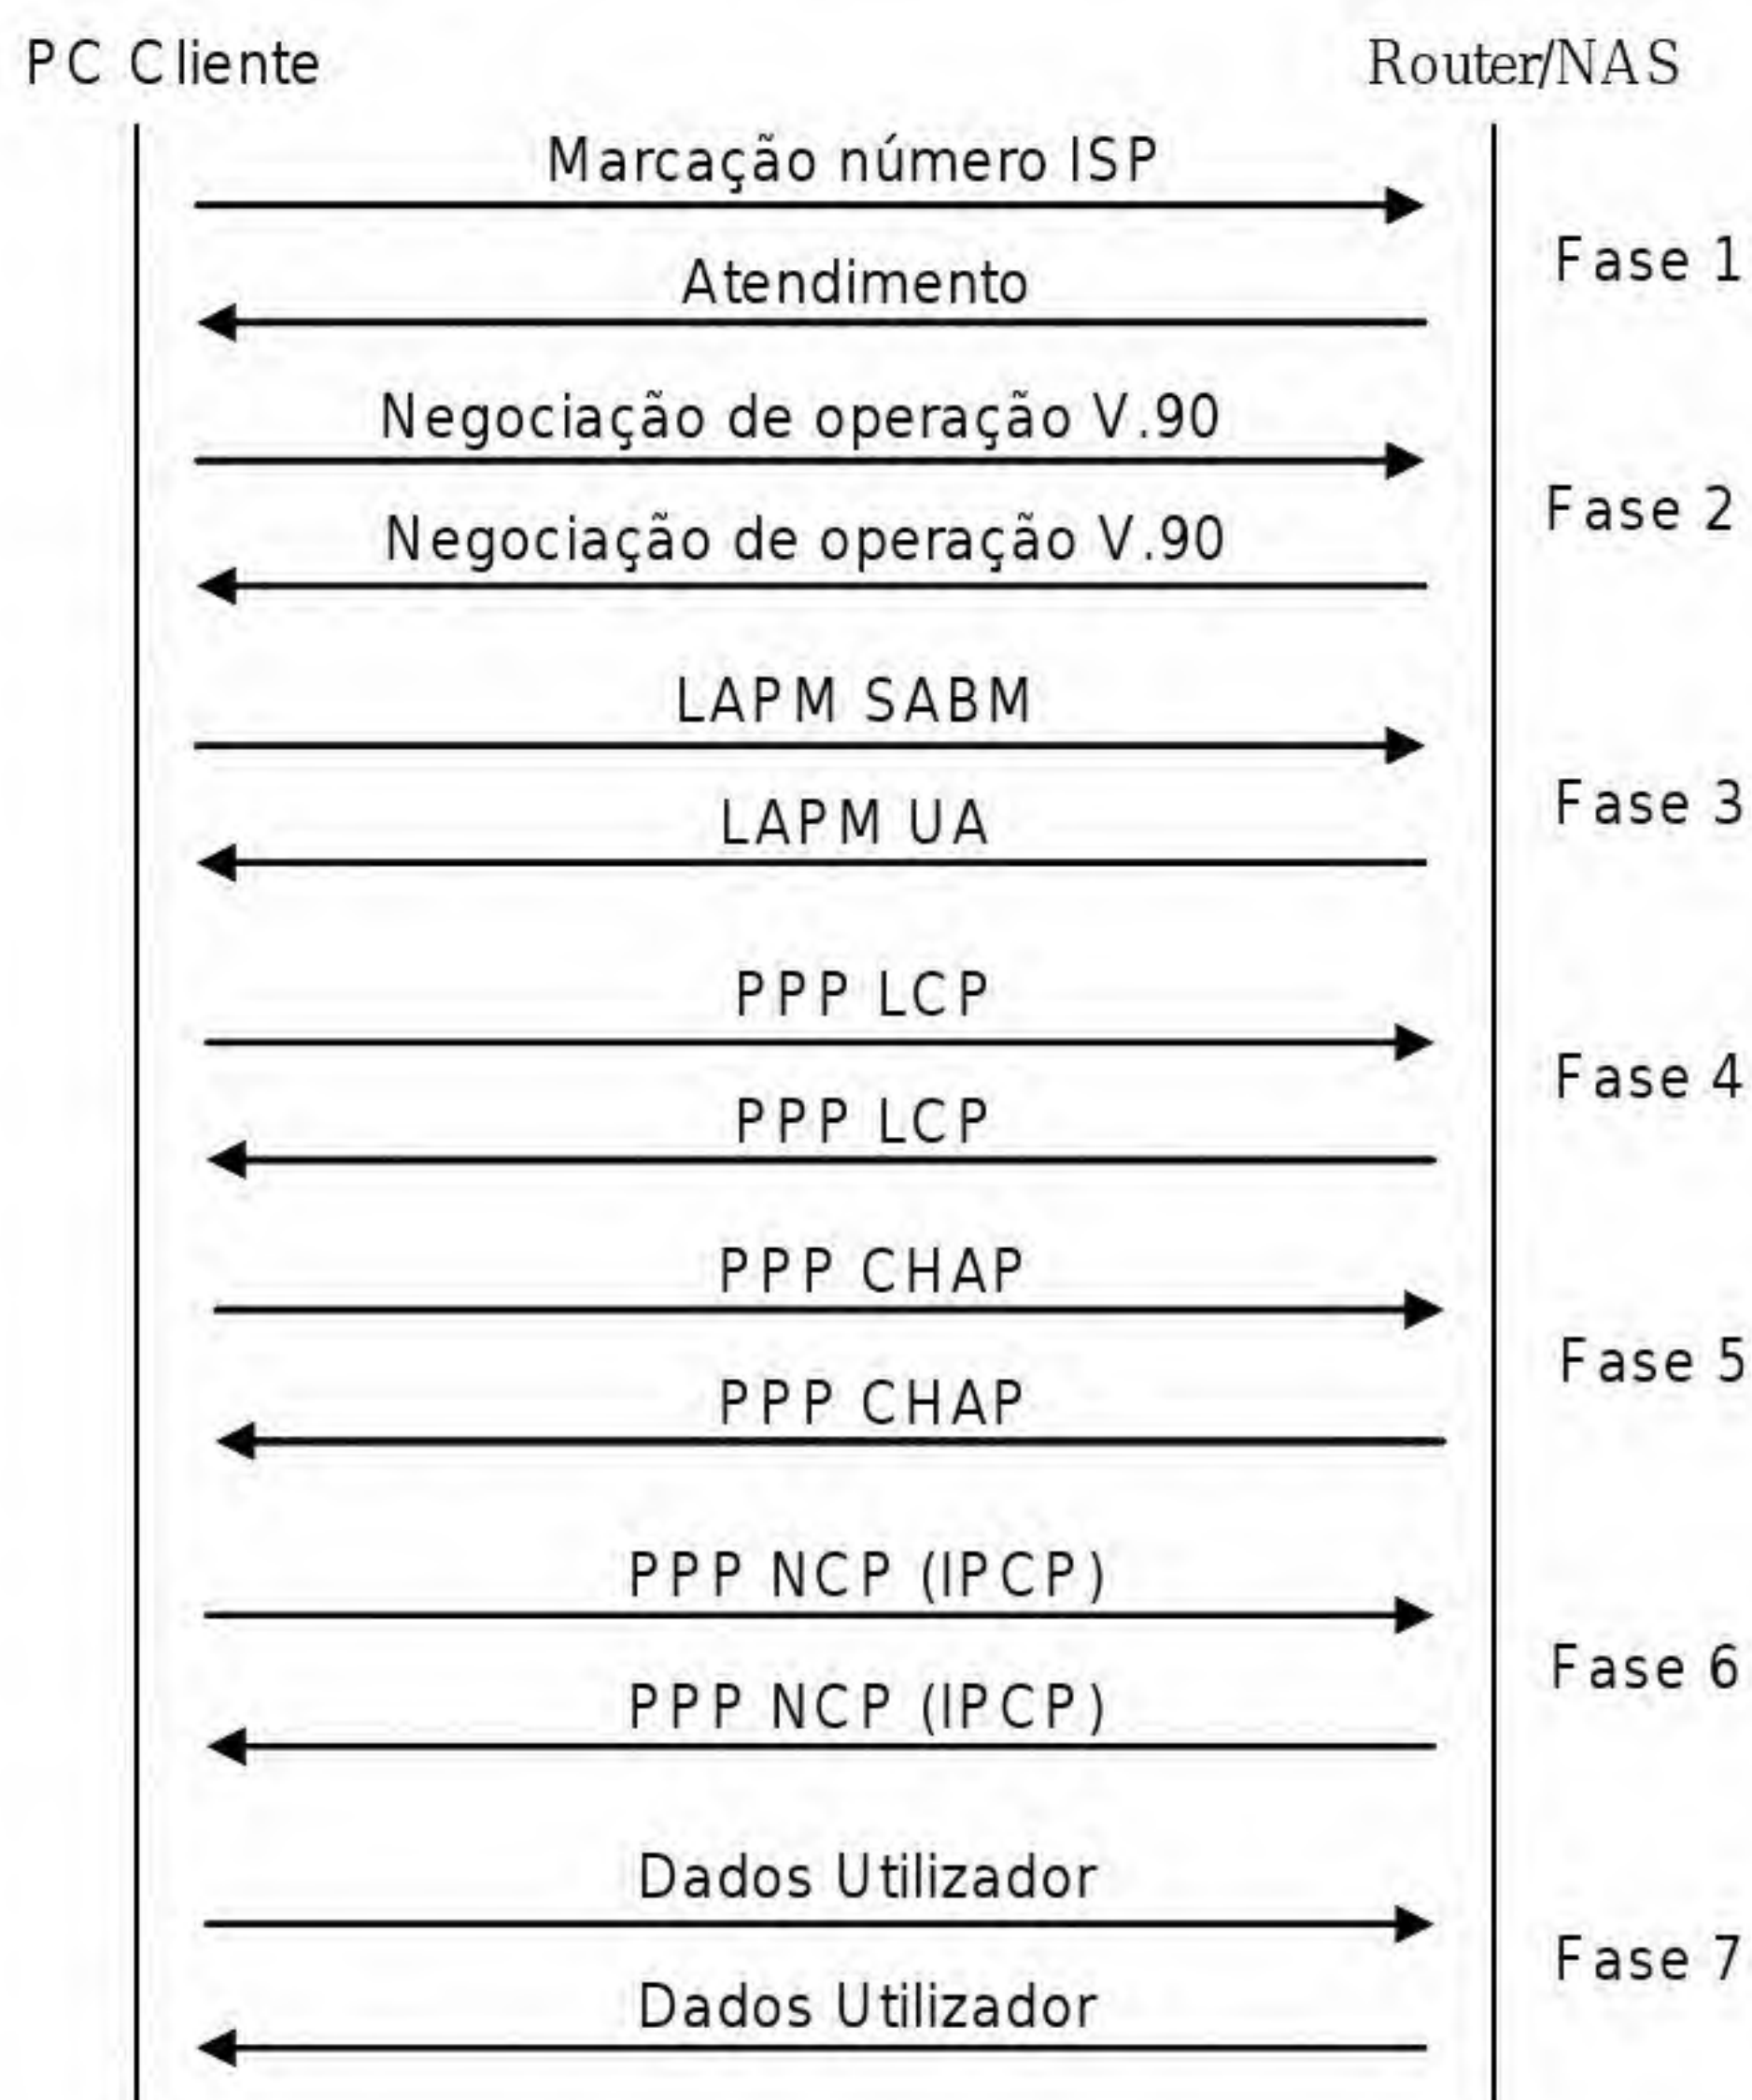 PC Cliente
Router/NAS
Marcação número ISP
Fase 1
Atendimento
Negociação de operação V.90
Fase 2
Negociação de operação V.90
LAPM SABM
Fase 3
LAPM UA
PPP LCP
Fase 4
PPP LCP
PPP CHAP
Fase 5
PPP CHAP
PPP NCP (IPCP)
Fase 6
PPP NCP (IPCP)
Dados Utilizador
Fase 7
Dados Utilizador